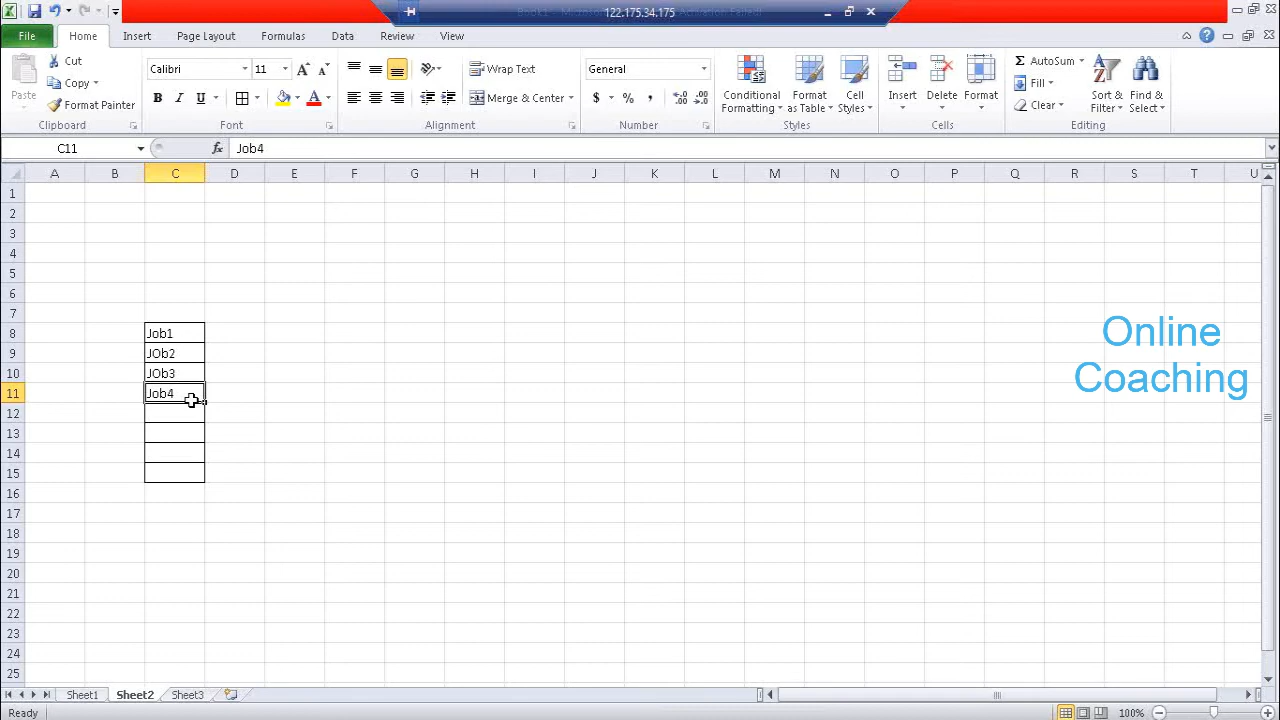 122.175.34.175
File Home Insert Page Layout Formulas Data Review View
Cut
Copy
Format Painter
Paste
Clipboard
Calibri 11
B I U A
Font
Wrap Text
Merge & Center
Alignment
General
$ % ,
Number
Conditional Formatting
Format as Table
Cell Styles
Styles
Insert Delete Format
Cells
Σ AutoSum
Fill
Clear
Sort & Filter
Find & Select
Editing
C11 fx Job4
A B C D E F G H I J K L M N O P Q R S T U
1
2
3
4
5
6
7
8 Job1
9 JOb2
10 JOb3
11 Job4
12
13
14
15
16
17
18
19
20
21
22
23
24
25
Online
Coaching
Sheet1 Sheet2 Sheet3
Ready 100%